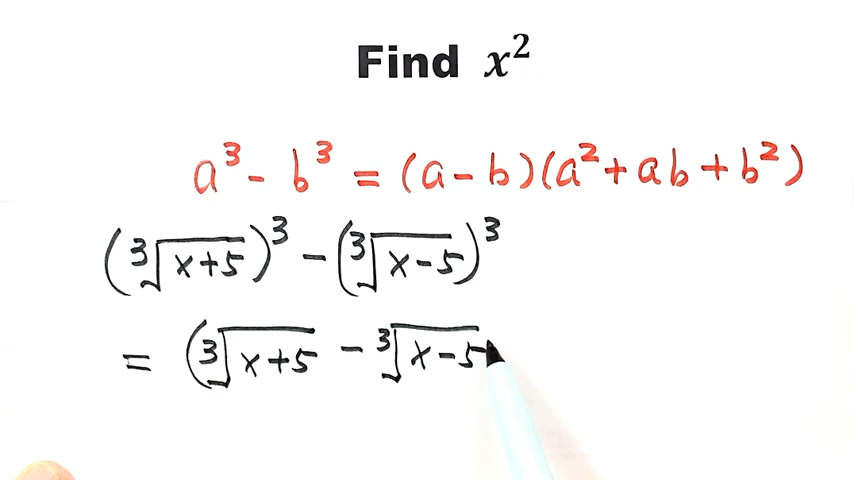 Find x²
a³ - b³ = (a - b)(a² + ab + b²)
(∛x+5)³ - (∛x-5)³
= (∛x+5 - ∛x-5